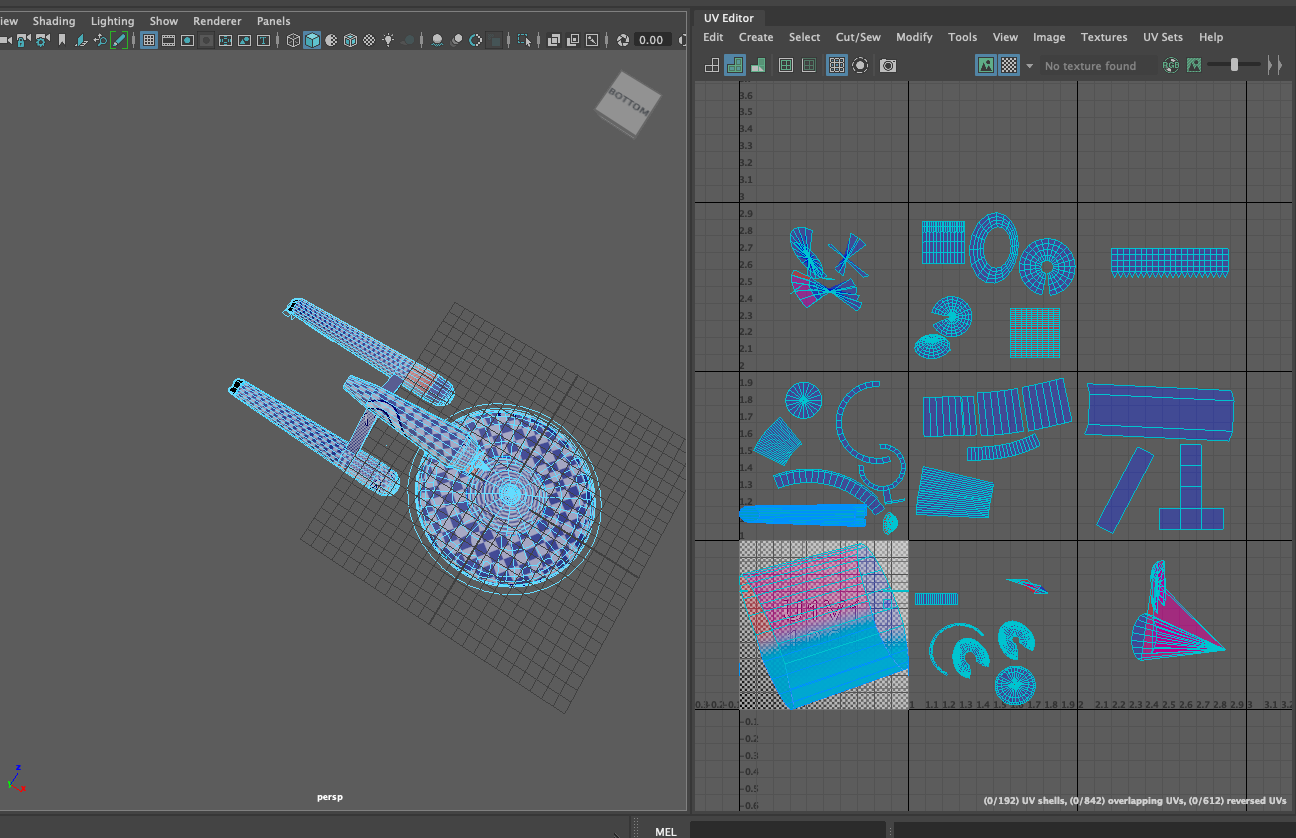 UV Editor
iew Shading Lighting Show Renderer Panels
Edit Create Select Cut/Sew Modify Tools View Image Textures UV Sets Help
0.00
No texture found
RGB
BOTTOM
3.6
3.5
3.4
3.3
3.2
3.1
3
2.9
2.8
2.7
2.6
2.5
2.4
2.3
2.2
2.1
2
1.9
1.8
1.7
1.6
1.5
1.4
1.3
1.2
1
U1V1
1 1.1 1.2 1.3 1.4 1.5 1.6 1.7 1.8 1.9 2 2.1 2.2 2.3 2.4 2.5 2.6 2.7 2.8 2.9 3 3.1 3.2
-0.1
-0.2
-0.3
-0.4
-0.5
-0.6
z
y
x
persp
(0/192) UV shells, (0/842) overlapping UVs, (0/612) reversed UVs
MEL